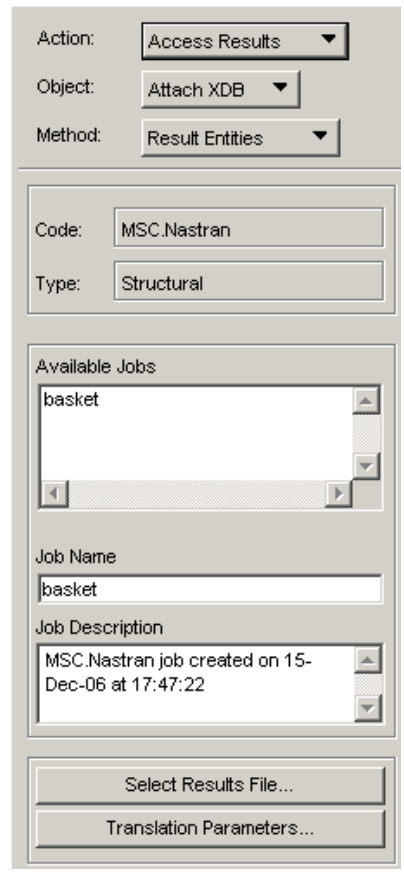 Action: Access Results
Object: Attach XDB
Method: Result Entities
Code: MSC.Nastran
Type: Structural
Available Jobs
basket
Job Name
basket
Job Description
MSC.Nastran job created on 15-
Dec-06 at 17:47:22
Select Results File...
Translation Parameters...